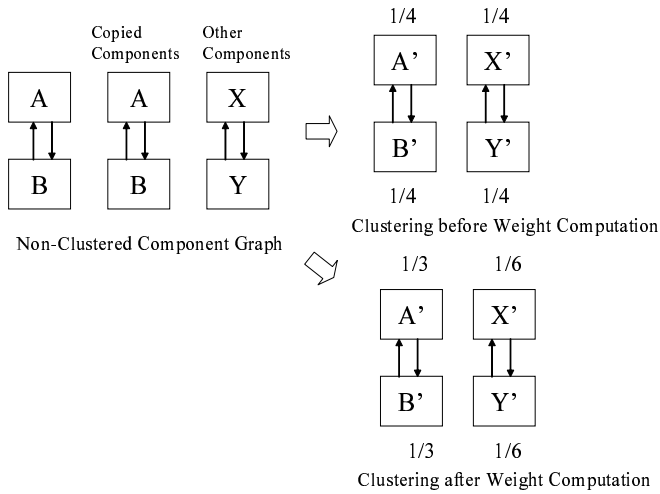 Copied
Components
Other
Components
A
A
X
B
B
Y
Non-Clustered Component Graph
1/4
1/4
A’
X’
B’
Y’
1/4
1/4
Clustering before Weight Computation
1/3
1/6
A’
X’
B’
Y’
1/3
1/6
Clustering after Weight Computation